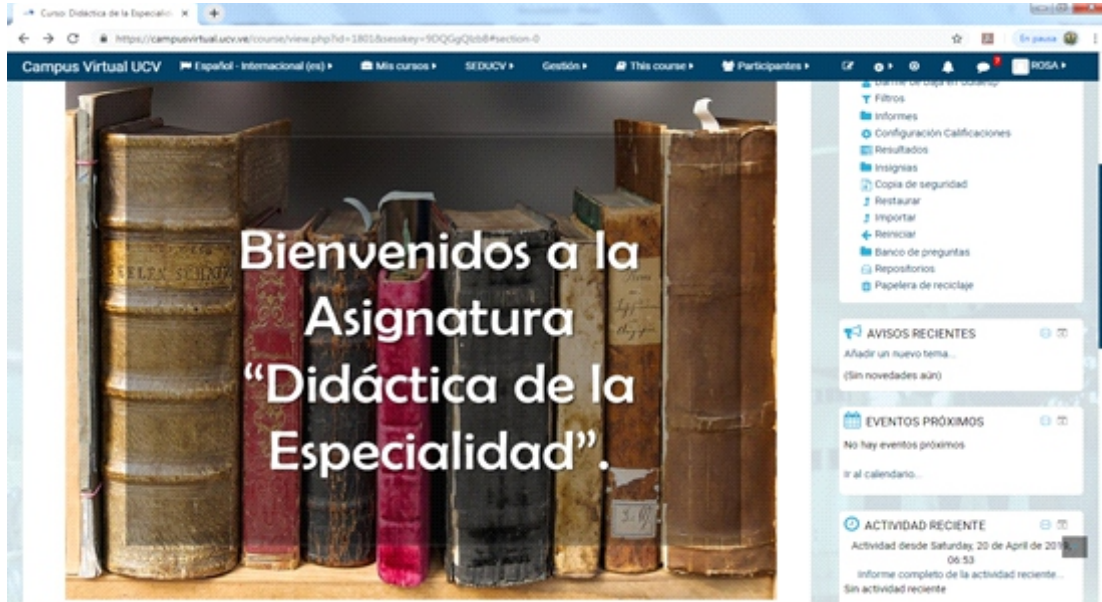 Curso: Didáctica de la Especiali
https://campusvirtual.ucv.ve/course/view.php?id=1801&sesskey=9DQGgQlzbB#section-0
En pausa
Campus Virtual UCV
Español - Internacional (es)
Mis cursos
SEDUCV
Gestión
This course
Participantes
7
ROSA
Filtros
Informes
Configuración Calificaciones
Resultados
Insignias
Copia de seguridad
Restaurar
Importar
Reiniciar
Banco de preguntas
Repositorios
Papelera de reciclaje
Bienvenidos a la
Asignatura
“Didáctica de la
Especialidad”.
AVISOS RECIENTES
Añadir un nuevo tema...
(Sin novedades aún)
EVENTOS PRÓXIMOS
No hay eventos próximos
Ir al calendario...
ACTIVIDAD RECIENTE
Actividad desde Saturday, 20 de April de 2019,
06:53
Informe completo de la actividad reciente...
Sin actividad reciente